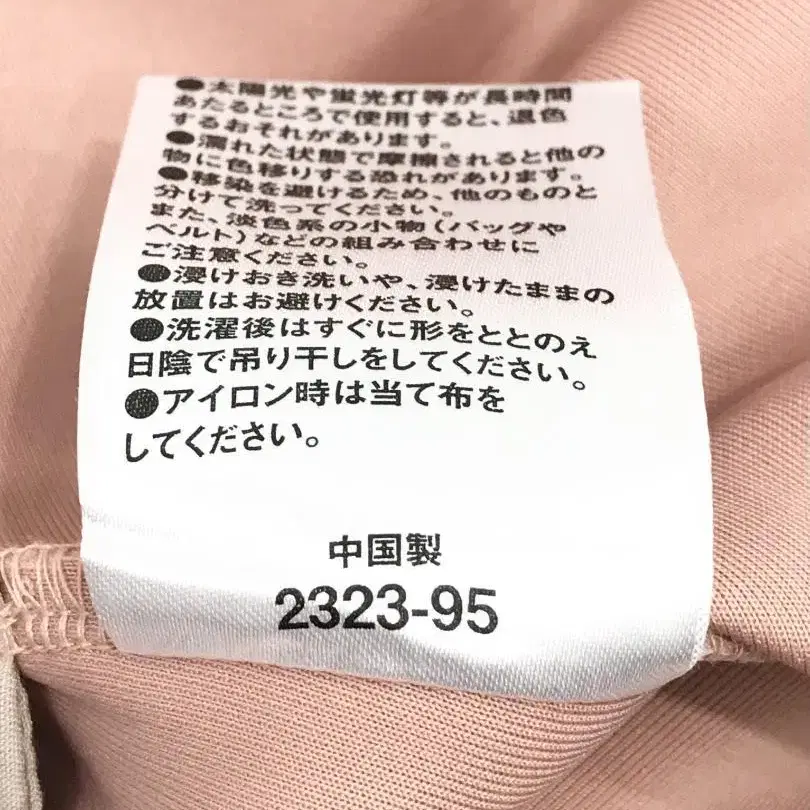 ●太陽光や蛍光灯等が長時間
あたるところで使用すると、退色
するおそれがあります。
●濡れた状態で摩擦されると他の
物に色移りする恐れがあります。
●移染を避けるため、他のものと
分けて洗ってください。
また、淡色系の小物(バッグや
ベルト)などの組み合わせに
ご注意ください。
●浸けおき洗いや、浸けたままの
放置はお避けください。
●洗濯後はすぐに形をととのえ
日陰で吊り干しをしてください。
●アイロン時は当て布を
してください。
中国製
2323-95